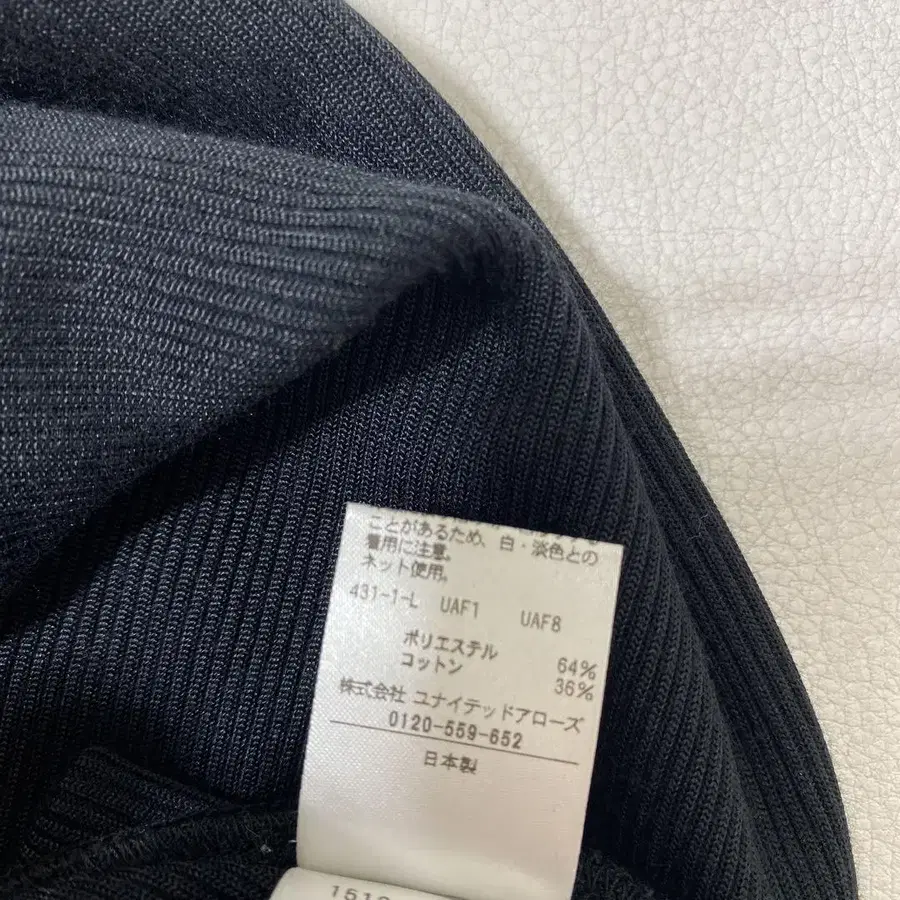 ことがあるため、白・淡色との
着用に注意。
ネット使用。
431-1-L UAF1 UAF8
ポリエステル 64%
コットン 36%
株式会社 ユナイテッドアローズ
0120-559-652
日本製